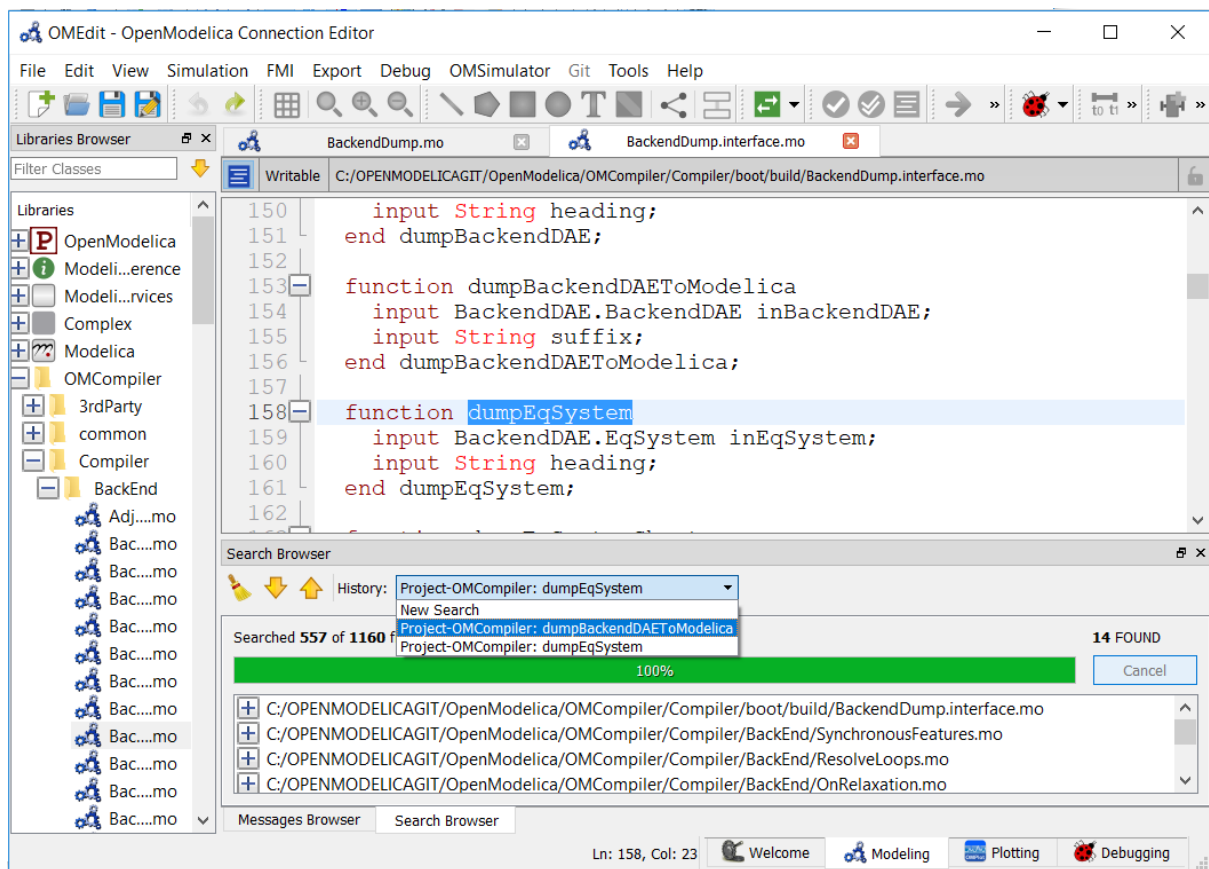 OMEdit - OpenModelica Connection Editor
File Edit View Simulation FMI Export Debug OMSimulator Git Tools Help
T » to ti » »
Libraries Browser
BackendDump.mo BackendDump.interface.mo
Filter Classes
Writable C:/OPENMODELICAGIT/OpenModelica/OMCompiler/Compiler/boot/build/BackendDump.interface.mo
Libraries
P OpenModelica
i Modeli...erence
Modeli...rvices
Complex
Modelica
OMCompiler
3rdParty
common
Compiler
BackEnd
Adj....mo
Bac....mo
Bac....mo
Bac....mo
Bac....mo
Bac....mo
Bac....mo
Bac....mo
Bac....mo
Bac....mo
Bac....mo
Bac....mo
150 input String heading;
151 end dumpBackendDAE;
152
153 function dumpBackendDAEToModelica
154 input BackendDAE.BackendDAE inBackendDAE;
155 input String suffix;
156 end dumpBackendDAEToModelica;
157
158 function dumpEqSystem
159 input BackendDAE.EqSystem inEqSystem;
160 input String heading;
161 end dumpEqSystem;
162
Search Browser
History: Project-OMCompiler: dumpEqSystem
New Search
Project-OMCompiler: dumpBackendDAEToModelica
Project-OMCompiler: dumpEqSystem
Searched 557 of 1160 f 14 FOUND
100% Cancel
C:/OPENMODELICAGIT/OpenModelica/OMCompiler/Compiler/boot/build/BackendDump.interface.mo
C:/OPENMODELICAGIT/OpenModelica/OMCompiler/Compiler/BackEnd/SynchronousFeatures.mo
C:/OPENMODELICAGIT/OpenModelica/OMCompiler/Compiler/BackEnd/ResolveLoops.mo
C:/OPENMODELICAGIT/OpenModelica/OMCompiler/Compiler/BackEnd/OnRelaxation.mo
Messages Browser Search Browser
Ln: 158, Col: 23 Welcome Modeling Plotting Debugging